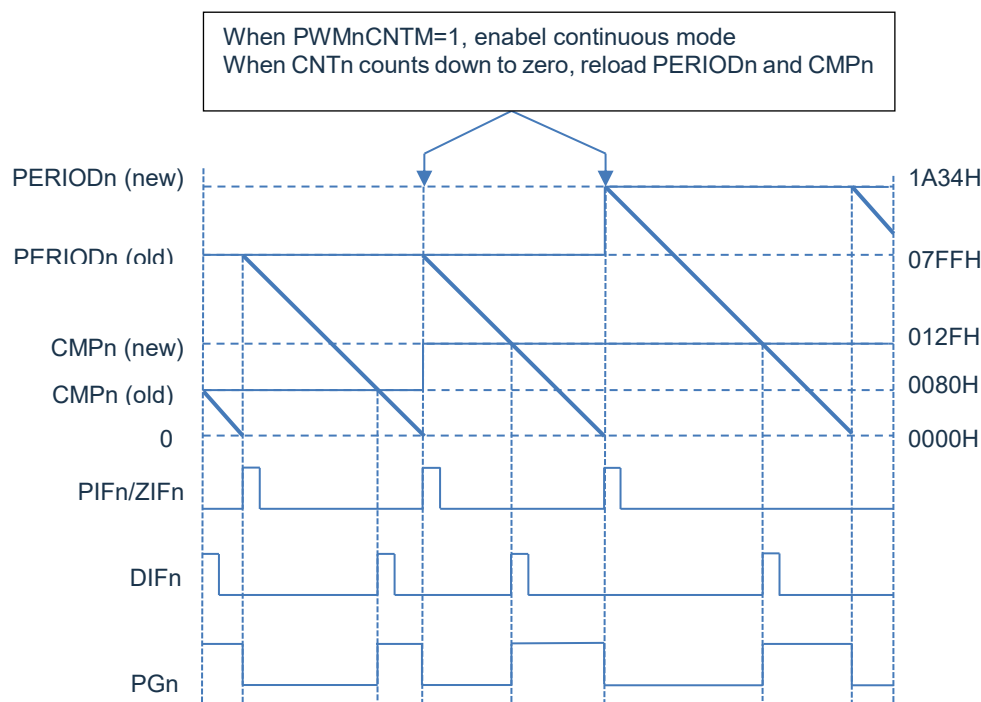 When PWMnCNTM=1, enabel continuous mode
When CNTn counts down to zero, reload PERIODn and CMPn
PERIODn (new)
1A34H
PERIODn (old)
07FFH
CMPn (new)
012FH
CMPn (old)
0080H
0
0000H
PIFn/ZIFn
DIFn
PGn